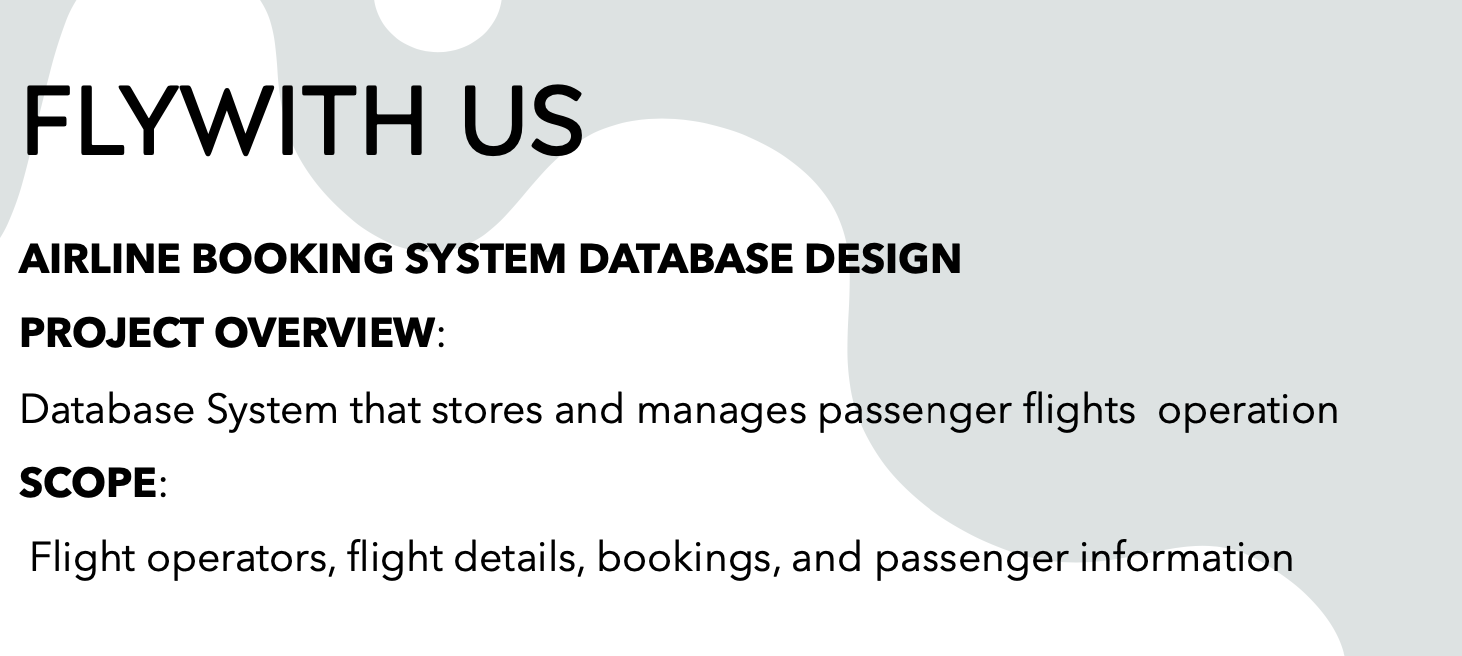 FLYWITH US
AIRLINE BOOKING SYSTEM DATABASE DESIGN
PROJECT OVERVIEW:
Database System that stores and manages passenger flights  operation
SCOPE:
Flight operators, flight details, bookings, and passenger information